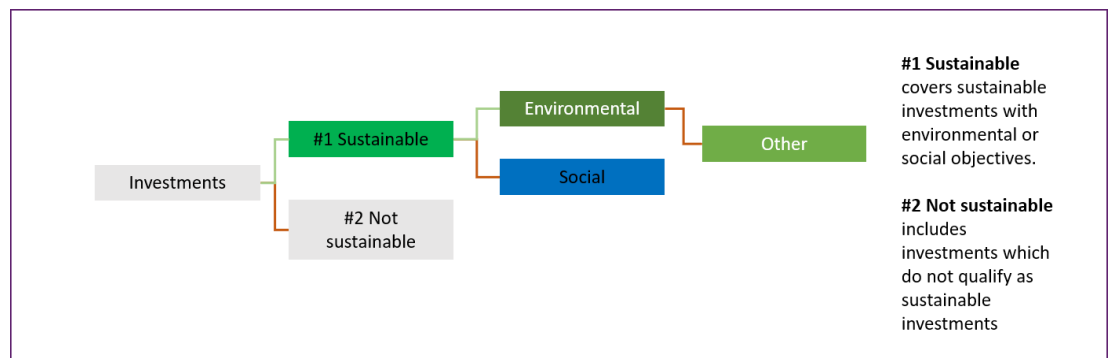 Investments
#1 Sustainable
#2 Not
sustainable
Environmental
Social
Other
#1 Sustainable
covers sustainable
investments with
environmental or
social objectives.
#2 Not sustainable
includes
investments which
do not qualify as
sustainable
investments